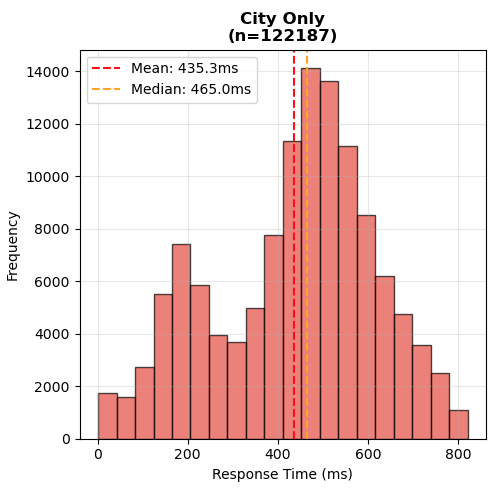 City Only
(n=122187)
Mean: 435.3ms
Median: 465.0ms
14000
12000
10000
8000
6000
4000
2000
0
Frequency
0 200 400 600 800
Response Time (ms)